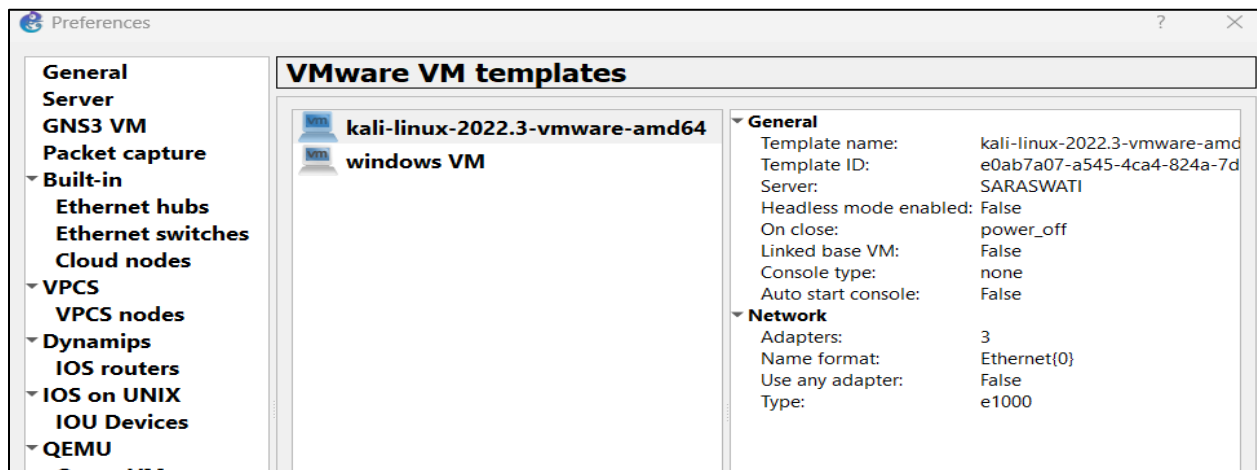 Preferences
?
General
Server
GNS3 VM
Packet capture
Built-in
Ethernet hubs
Ethernet switches
Cloud nodes
VPCS
VPCS nodes
Dynamips
IOS routers
IOS on UNIX
IOU Devices
QEMU
VMware VM templates
vm kali-linux-2022.3-vmware-amd64
vm windows VM
General
Template name: kali-linux-2022.3-vmware-amd
Template ID: e0ab7a07-a545-4ca4-824a-7d
Server: SARASWATI
Headless mode enabled: False
On close: power_off
Linked base VM: False
Console type: none
Auto start console: False
Network
Adapters: 3
Name format: Ethernet{0}
Use any adapter: False
Type: e1000